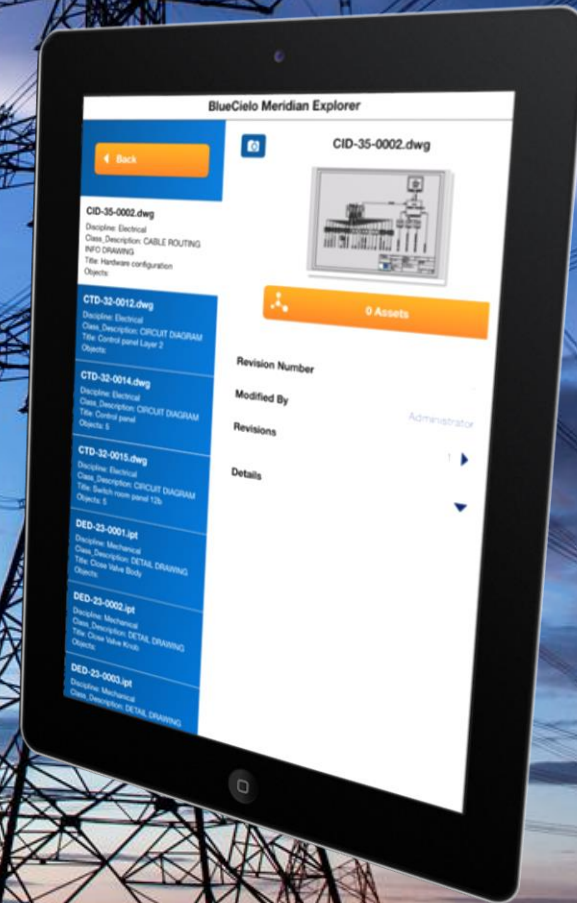 BlueCielo Meridian Explorer
Back
CID-35-0002.dwg
Discipline: Electrical
Class_Description: CABLE ROUTING
INFO DRAWING
Title: Hardware configuration
Objects:
CTD-32-0012.dwg
Discipline: Electrical
Class_Description: CIRCUIT DIAGRAM
Title: Control panel Layer 2
Objects:
CTD-32-0014.dwg
Discipline: Electrical
Class_Description: CIRCUIT DIAGRAM
Title: Control panel
Objects: 5
CTD-32-0015.dwg
Discipline: Electrical
Class_Description: CIRCUIT DIAGRAM
Title: Switch room panel 12b
Objects: 5
DED-23-0001.ipt
Discipline: Mechanical
Class_Description: DETAIL DRAWING
Title: Close Valve Body
Objects:
DED-23-0002.ipt
Discipline: Mechanical
Class_Description: DETAIL DRAWING
Title: Close Valve Knob
Objects:
DED-23-0003.ipt
Discipline: Mechanical
Class_Description: DETAIL DRAWING
CID-35-0002.dwg
0 Assets
Revision Number
Modified By
Administrator
Revisions
1
Details